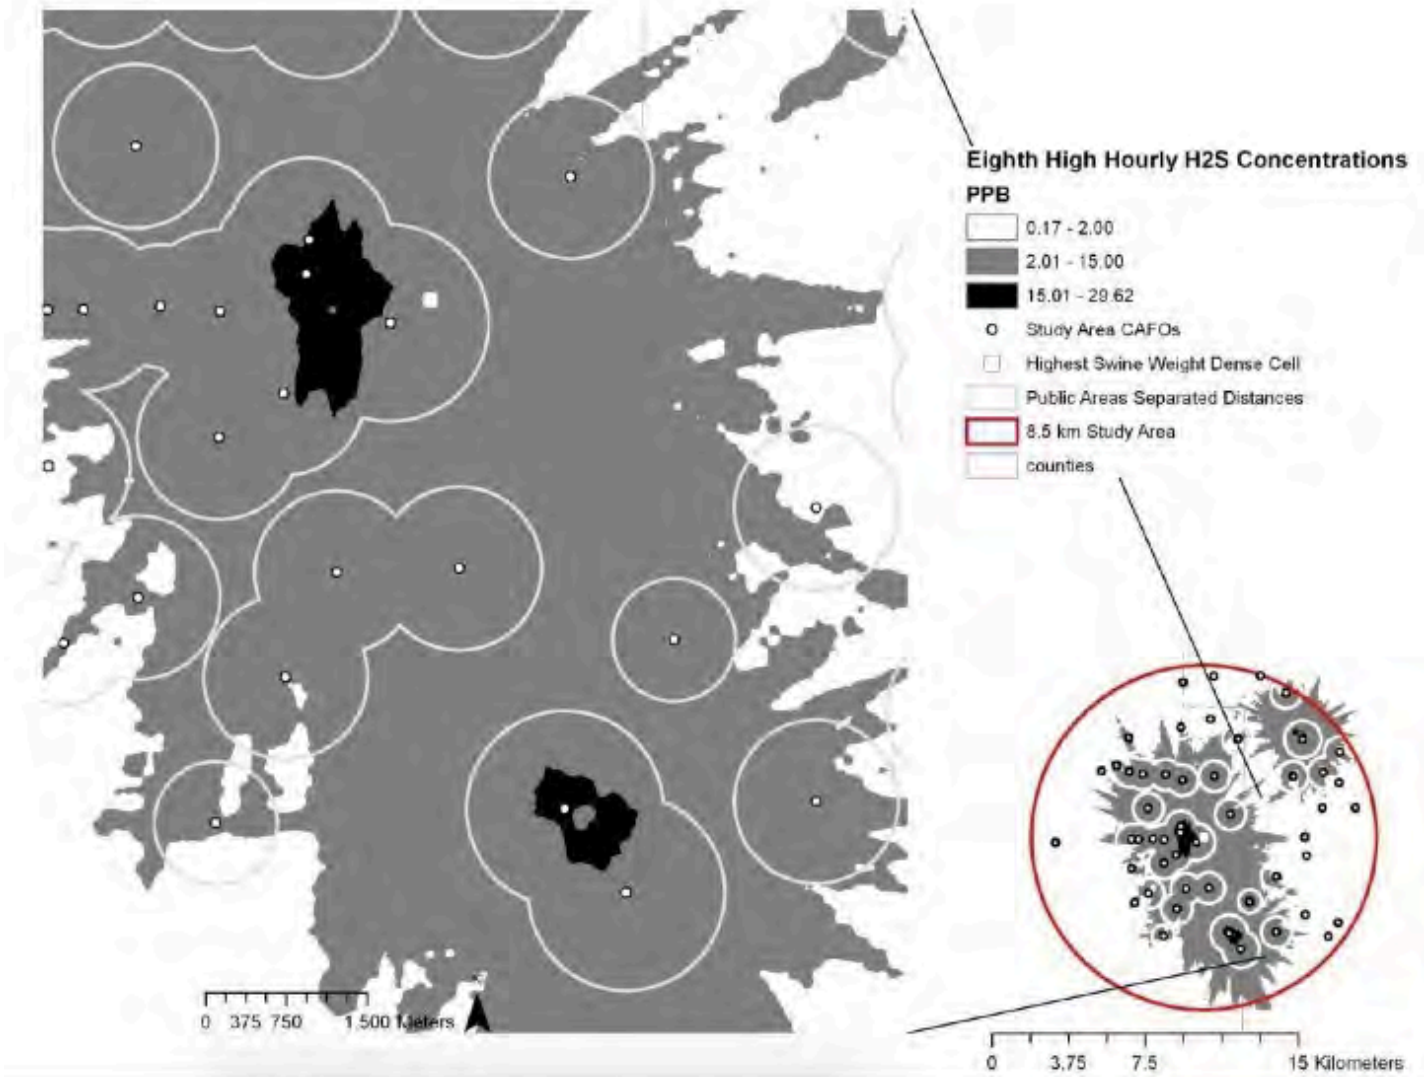 Eighth High Hourly H2S Concentrations
PPB
0.17 - 2.00
2.01 - 15.00
15.01 - 29.62
Study Area CAFOs
Highest Swine Weight Dense Cell
Public Areas Separated Distances
8.5 km Study Area
counties
0 375 750 1 500 Meters
0 3.75 7.5 15 Kilometers